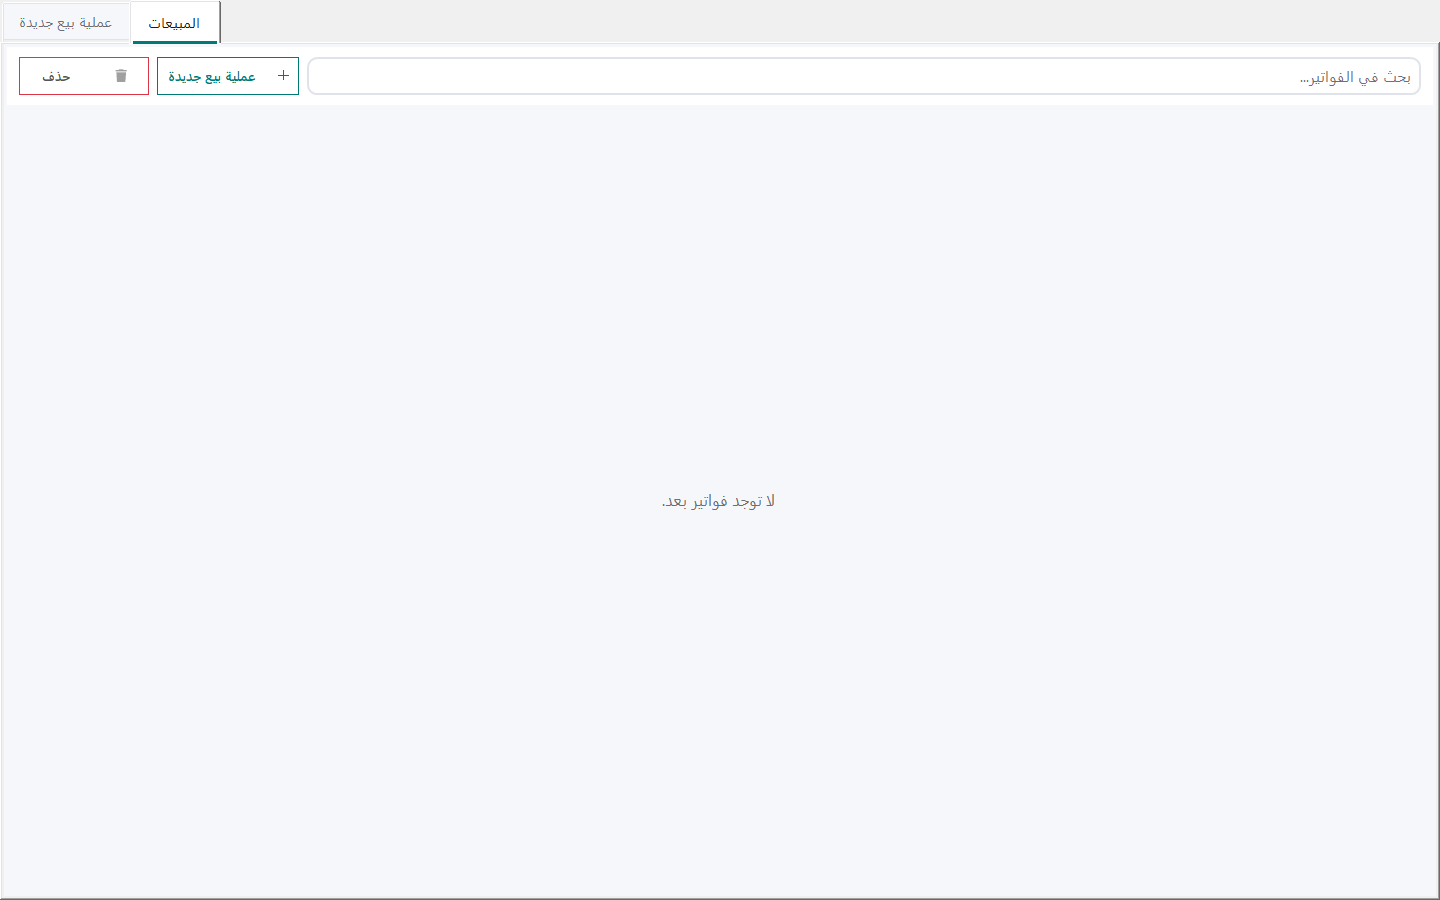 المبيعات
عملية بيع جديدة
بحث في الفواتير...
عملية بيع جديدة
حذف
لا توجد فواتير بعد.